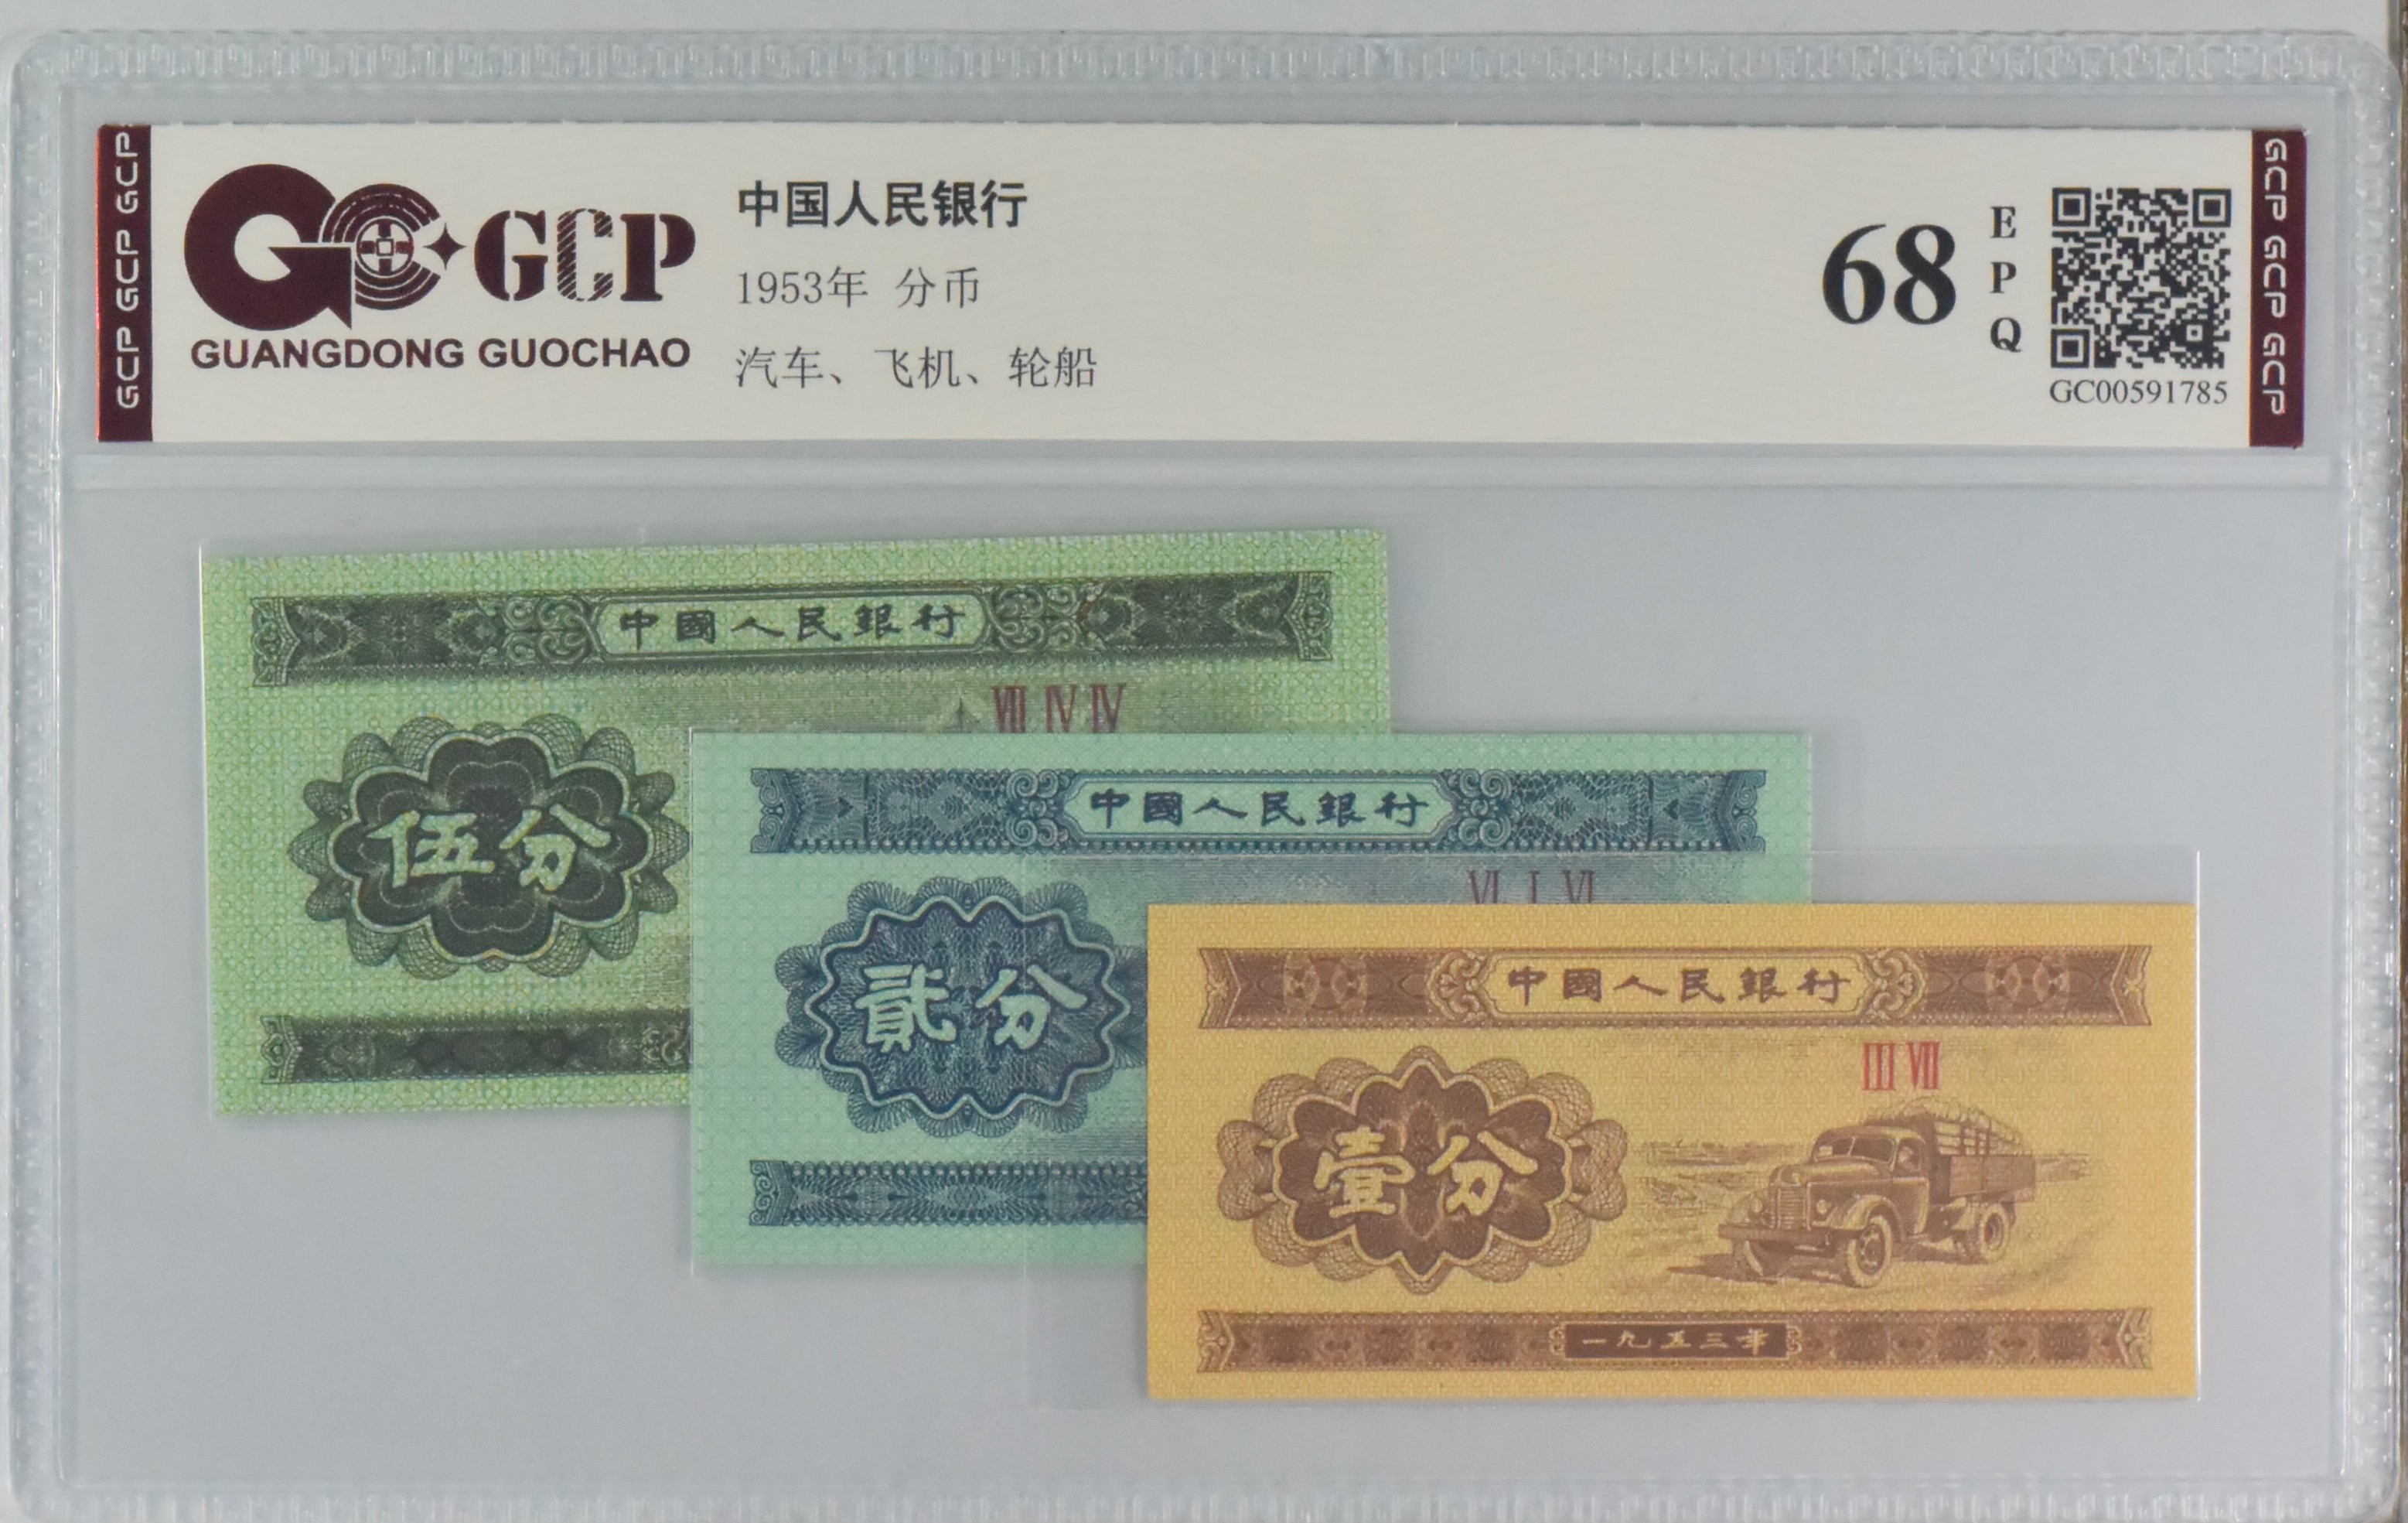 GCP GCP GCP
GCP
GUANGDONG GUOCHAO
中国人民银行
1953年 分币
汽车、飞机、轮船
68
E
P
Q
GC00591785
GCP GCP GCP
中國人民銀行
VII IV IV
伍分
中國人民銀行
VI I VI
貳分
中國人民銀行
III VII
壹分
一九五三年